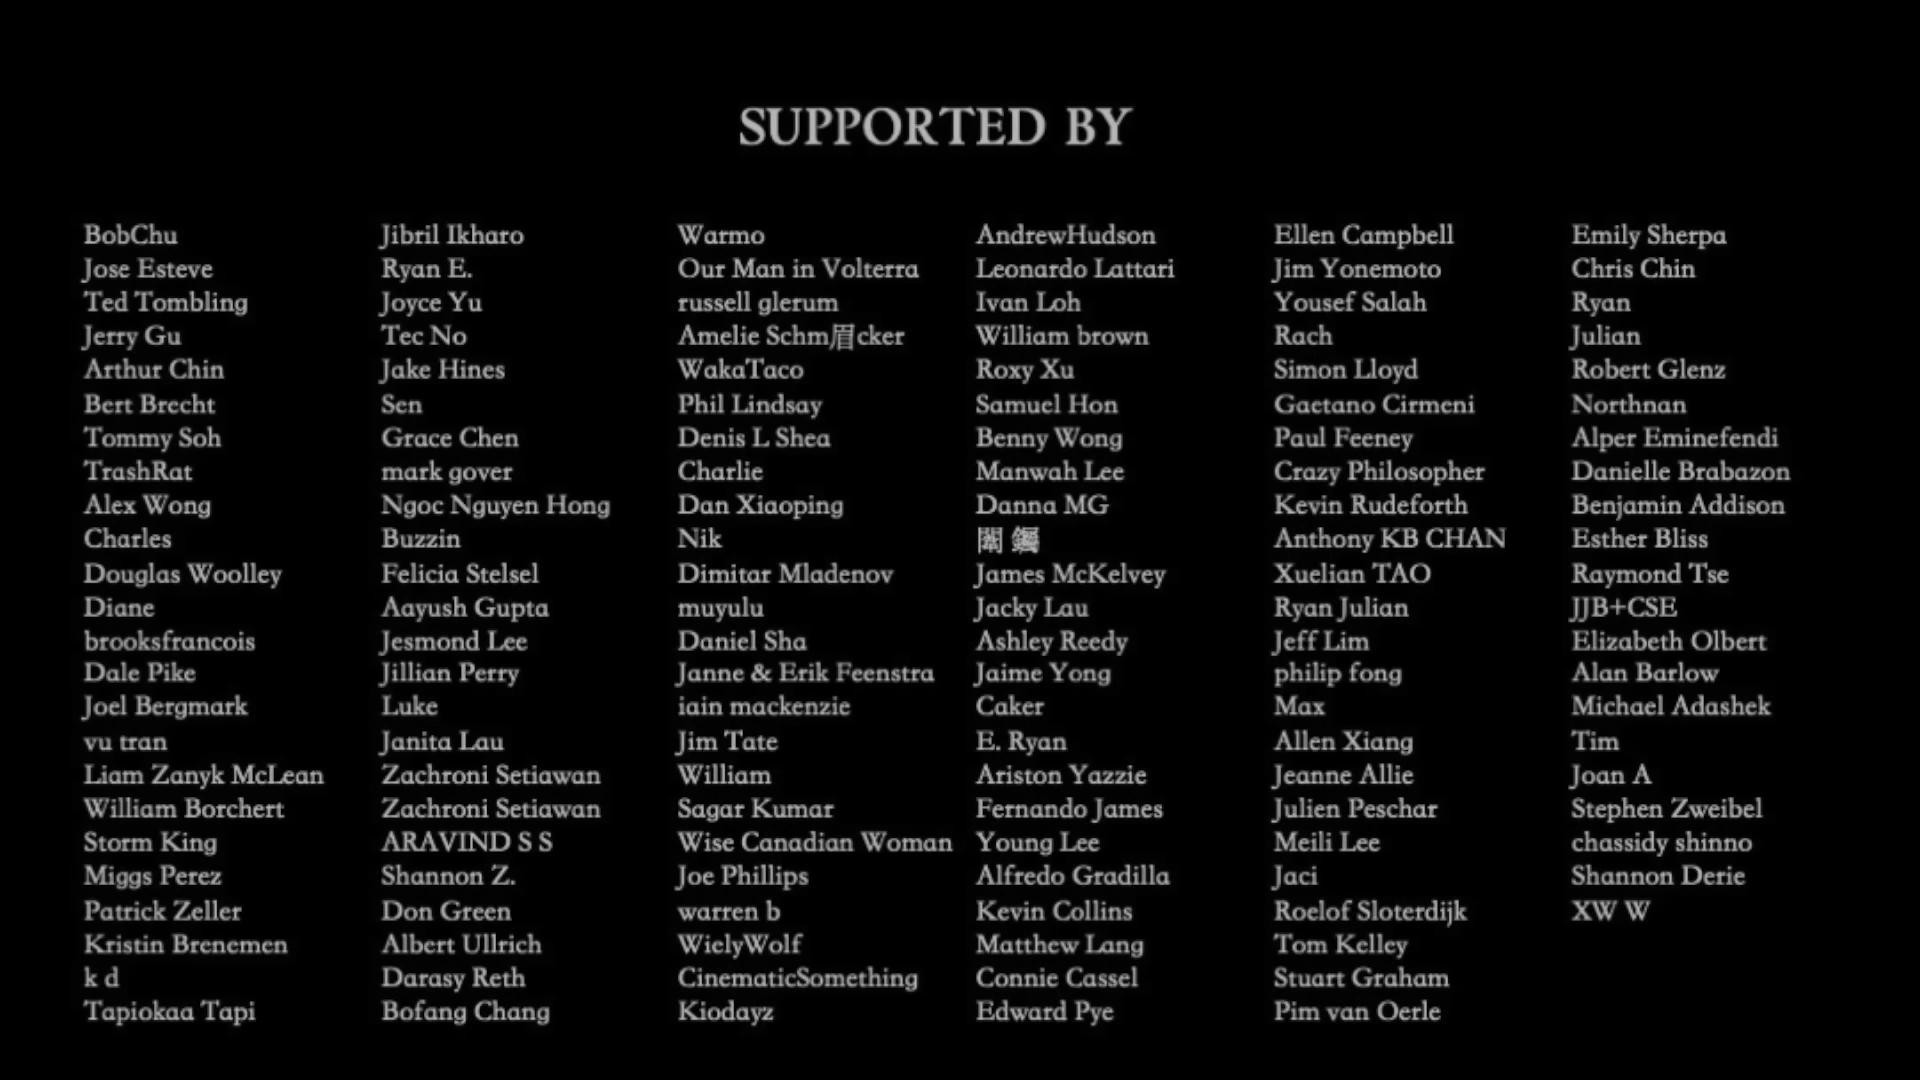 SUPPORTED BY
BobChu
Jose Esteve
Ted Tombling
Jerry Gu
Arthur Chin
Bert Brecht
Tommy Soh
TrashRat
Alex Wong
Charles
Douglas Woolley
Diane
brooksfrancois
Dale Pike
Joel Bergmark
vu tran
Liam Zanyk McLean
William Borchert
Storm King
Miggs Perez
Patrick Zeller
Kristin Brenemen
k d
Tapiokaa Tapi
Jibril Ikharo
Ryan E.
Joyce Yu
Tec No
Jake Hines
Sen
Grace Chen
mark gover
Ngoc Nguyen Hong
Buzzin
Felicia Stelsel
Aayush Gupta
Jesmond Lee
Jillian Perry
Luke
Janita Lau
Zachroni Setiawan
Zachroni Setiawan
ARAVIND S S
Shannon Z.
Don Green
Albert Ullrich
Darasy Reth
Bofang Chang
Warmo
Our Man in Volterra
russell glerum
Amelie Schm眉cker
WakaTaco
Phil Lindsay
Denis L Shea
Charlie
Dan Xiaoping
Nik
Dimitar Mladenov
muyulu
Daniel Sha
Janne & Erik Feenstra
iain mackenzie
Jim Tate
William
Sagar Kumar
Wise Canadian Woman
Joe Phillips
warren b
WielyWolf
CinematicSomething
Kiodayz
AndrewHudson
Leonardo Lattari
Ivan Loh
William brown
Roxy Xu
Samuel Hon
Benny Wong
Manwah Lee
Danna MG
James McKelvey
Jacky Lau
Ashley Reedy
Jaime Yong
Caker
E. Ryan
Ariston Yazzie
Fernando James
Young Lee
Alfredo Gradilla
Kevin Collins
Matthew Lang
Connie Cassel
Edward Pye
Ellen Campbell
Jim Yonemoto
Yousef Salah
Rach
Simon Lloyd
Gaetano Cirmeni
Paul Feeney
Crazy Philosopher
Kevin Rudeforth
Anthony KB CHAN
Xuelian TAO
Ryan Julian
Jeff Lim
philip fong
Max
Allen Xiang
Jeanne Allie
Julien Peschar
Meili Lee
Jaci
Roelof Sloterdijk
Tom Kelley
Stuart Graham
Pim van Oerle
Emily Sherpa
Chris Chin
Ryan
Julian
Robert Glenz
Northnan
Alper Eminefendi
Danielle Brabazon
Benjamin Addison
Esther Bliss
Raymond Tse
JJB+CSE
Elizabeth Olbert
Alan Barlow
Michael Adashek
Tim
Joan A
Stephen Zweibel
chassidy shinno
Shannon Derie
XW W